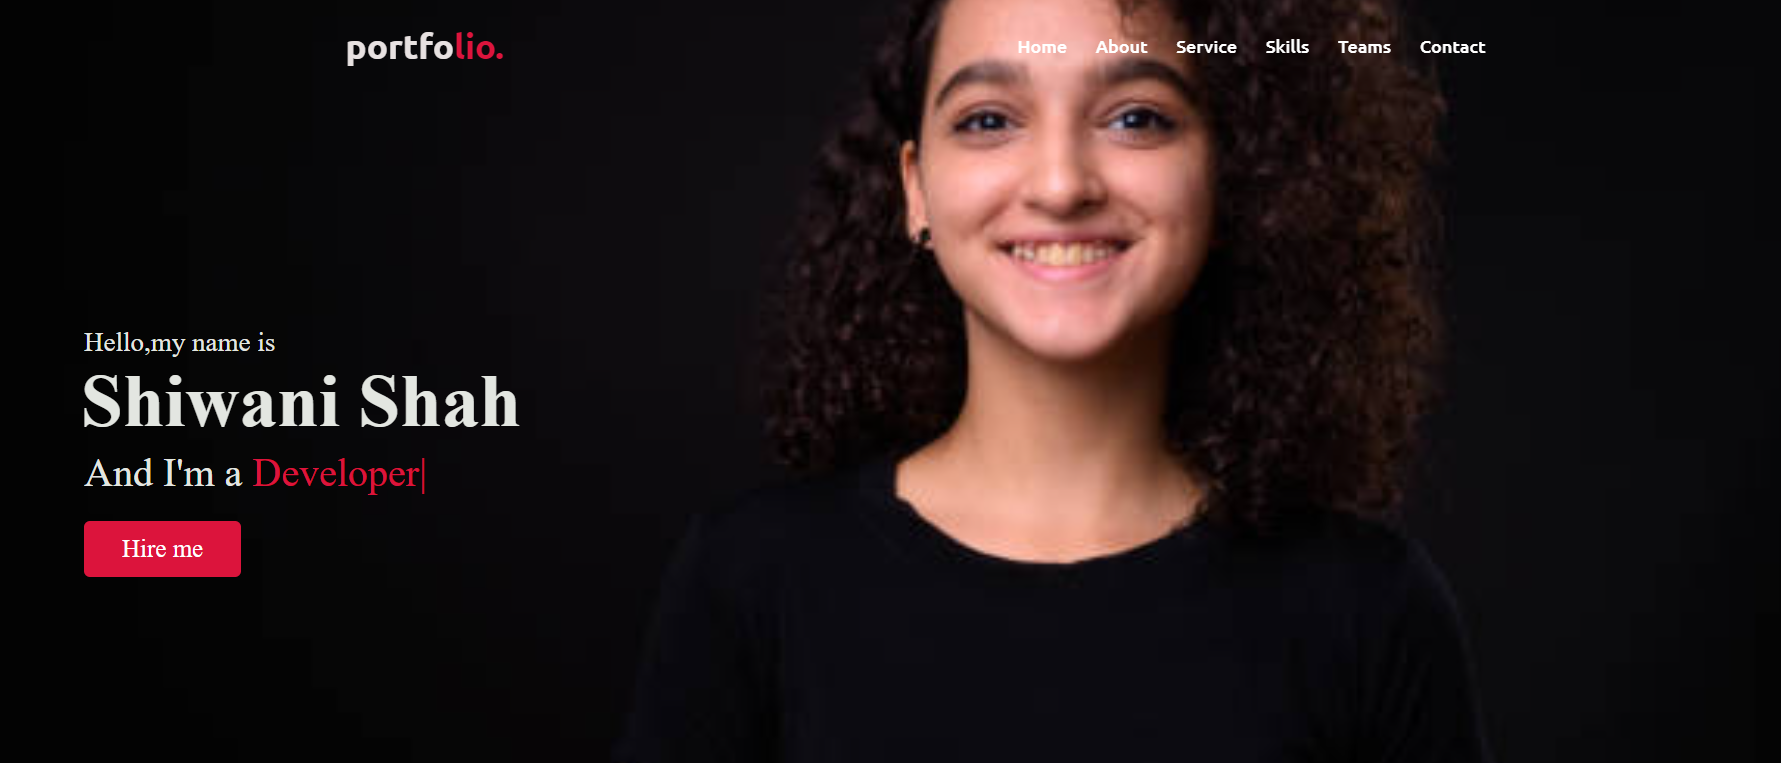 portfolio.
Home About Service Skills Teams Contact
Hello,my name is
Shiwani Shah
And I'm a Developer|
Hire me